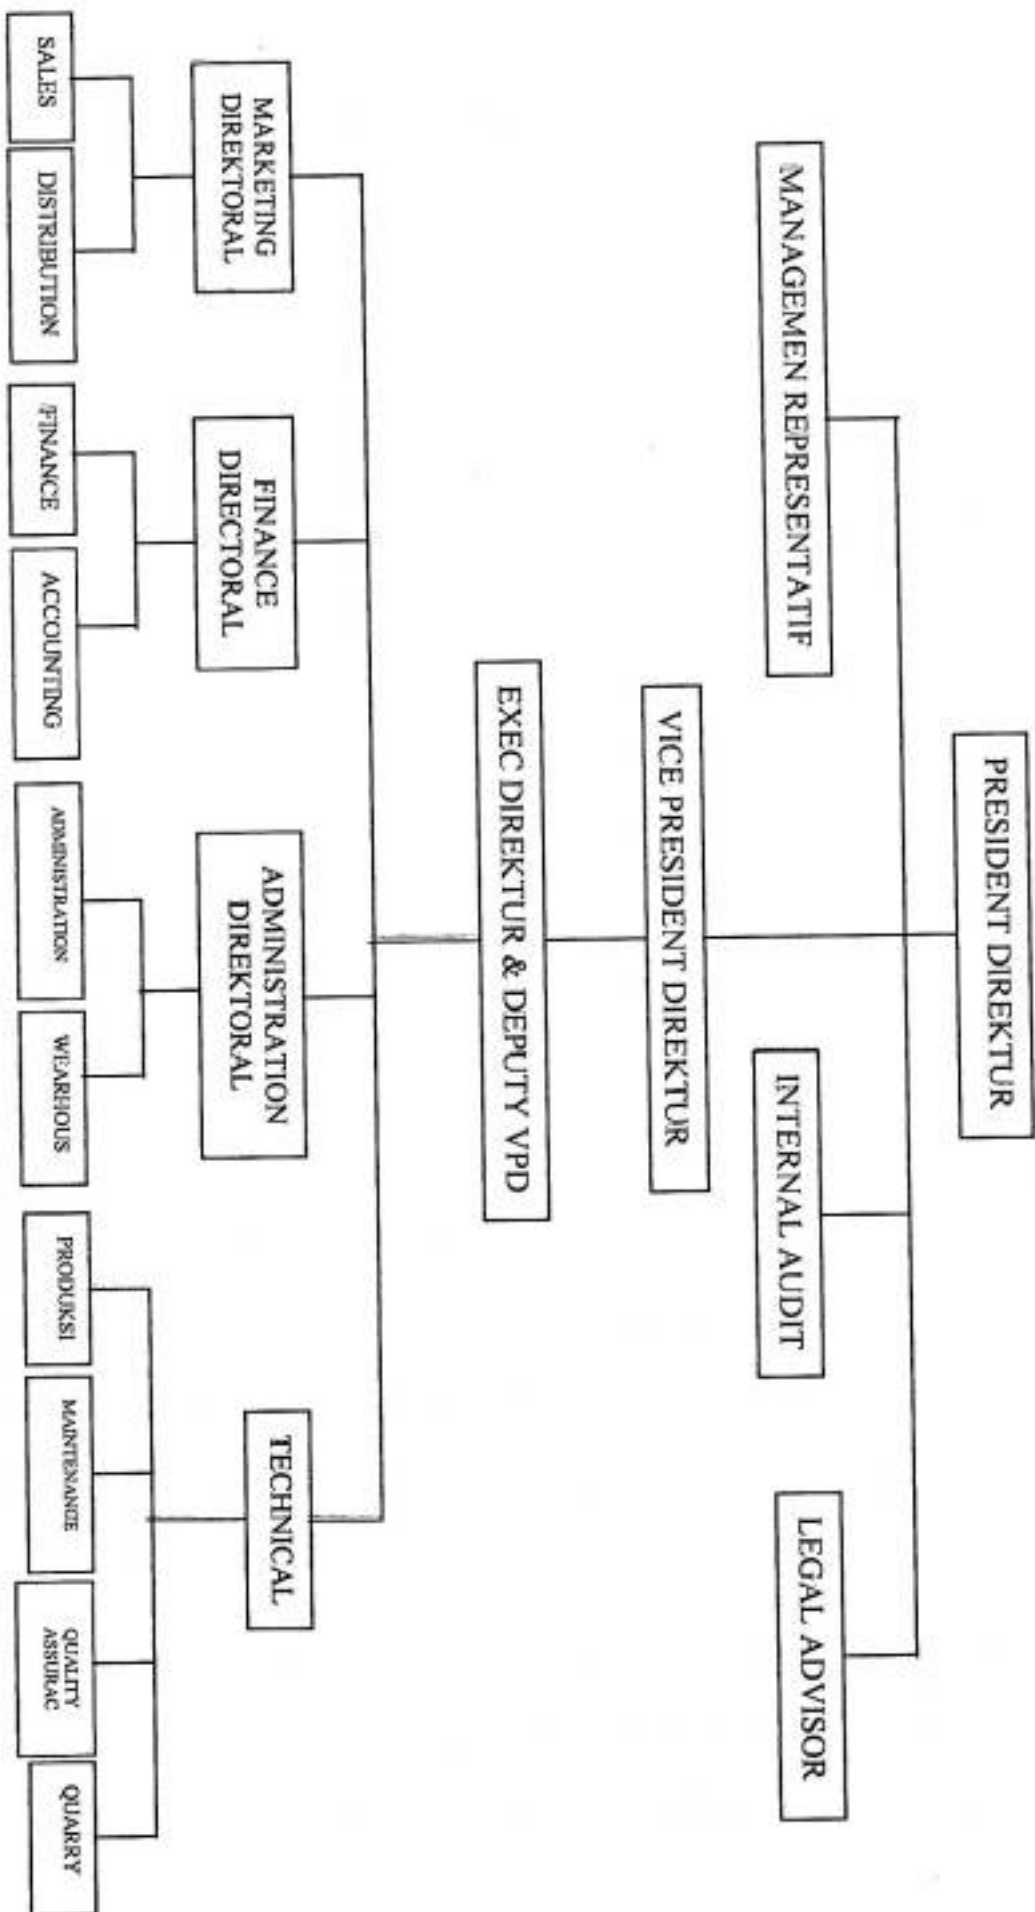 PRESIDENT DIREKTUR
MANAGEMEN REPRESENTATIF
INTERNAL AUDIT
LEGAL ADVISOR
VICE PRESIDENT DIREKTUR
EXEC DIREKTUR & DEPUTY VPD
MARKETING
DIREKTORAL
FINANCE
DIRECTORAL
ADMINISTRATION
DIREKTORAL
TECHNICAL
SALES
DISTRIBUTION
FINANCE
ACCOUNTING
ADMINISTRATION
WEARHOUS
PRODUKSI
MAINTENANCE
QUALITY
ASSURAC
QUARRY